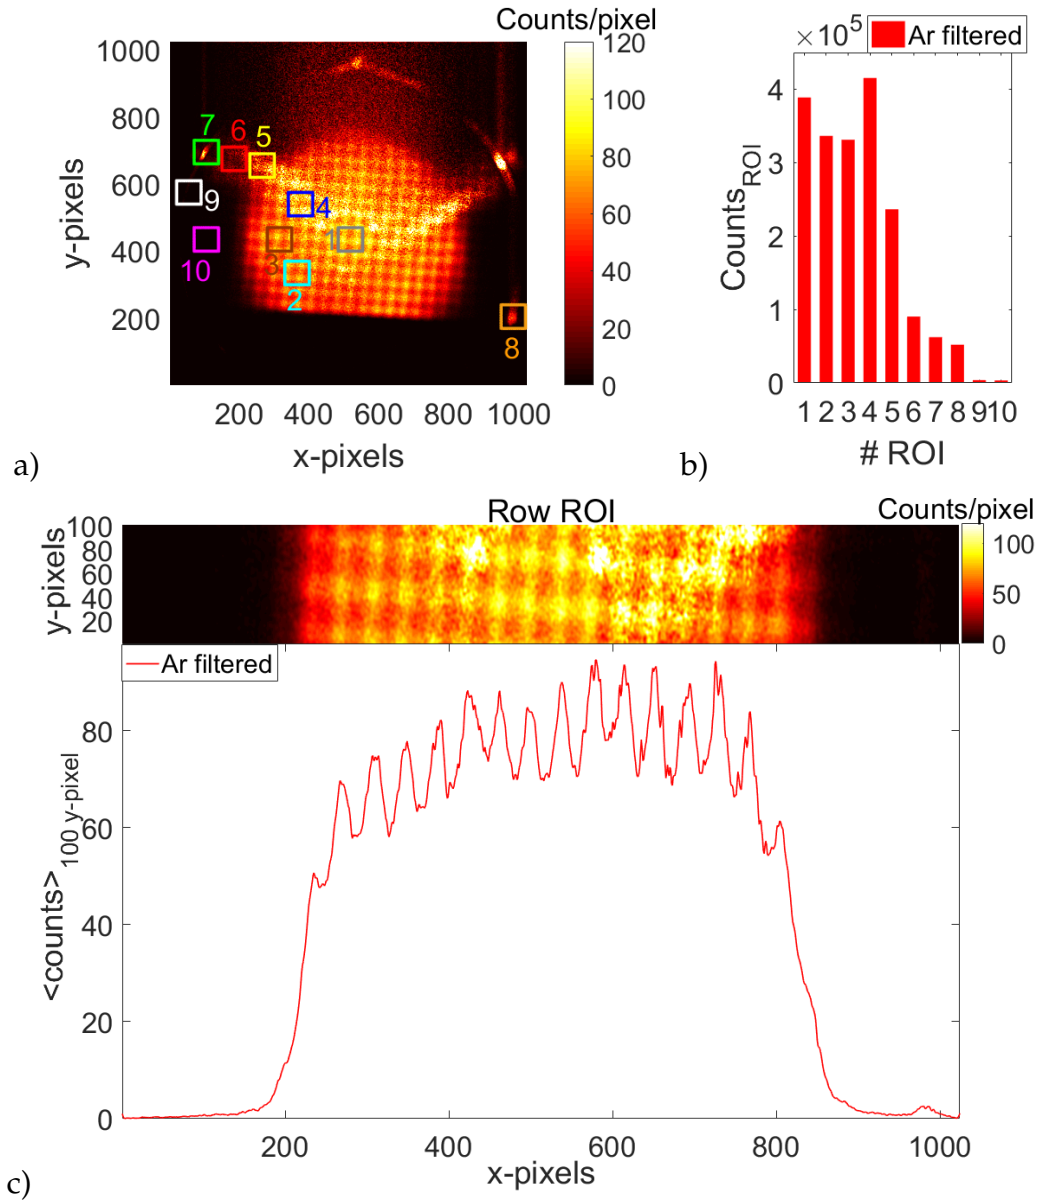 Counts/pixel
1000
800
600
400
200
y-pixels
7
6
5
9
4
1
10
3
2
8
120
100
80
60
40
20
0
200 400 600 800 1000
x-pixels
a)
×10⁵
Ar filtered
4
3
2
1
0
Counts_ROI
1 2 3 4 5 6 7 8 9 10
# ROI
b)
Row ROI
Counts/pixel
100
80
60
40
20
y-pixels
100
50
0
Ar filtered
80
60
40
20
0
<counts>_100 y-pixel
200 400 600 800 1000
x-pixels
c)